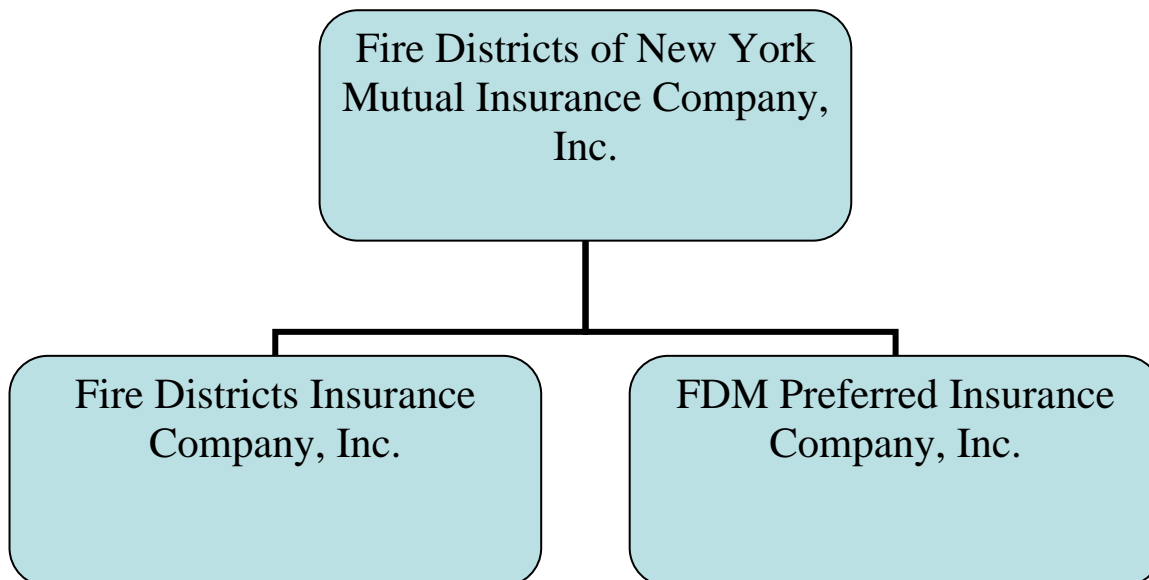 Fire Districts of New York
Mutual Insurance Company,
Inc.
Fire Districts Insurance
Company, Inc.
FDM Preferred Insurance
Company, Inc.